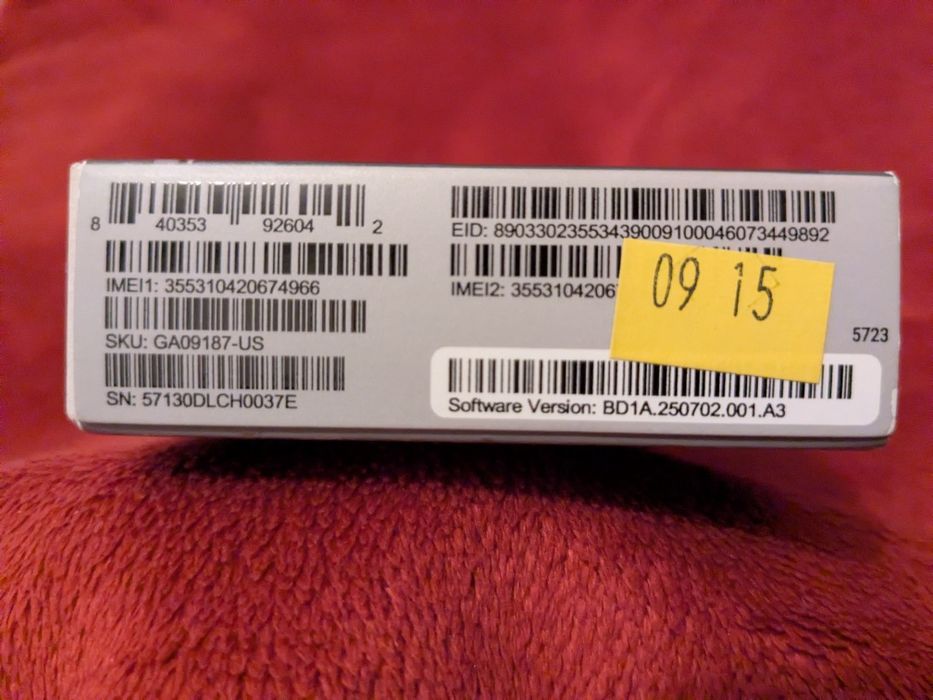 8 40353 92604 2
IMEI1: 355310420674966
SKU: GA09187-US
SN: 57130DLCH0037E
EID: 89033023553439009100046073449892
IMEI2: 3553104206
09 15
5723
Software Version: BD1A.250702.001.A3